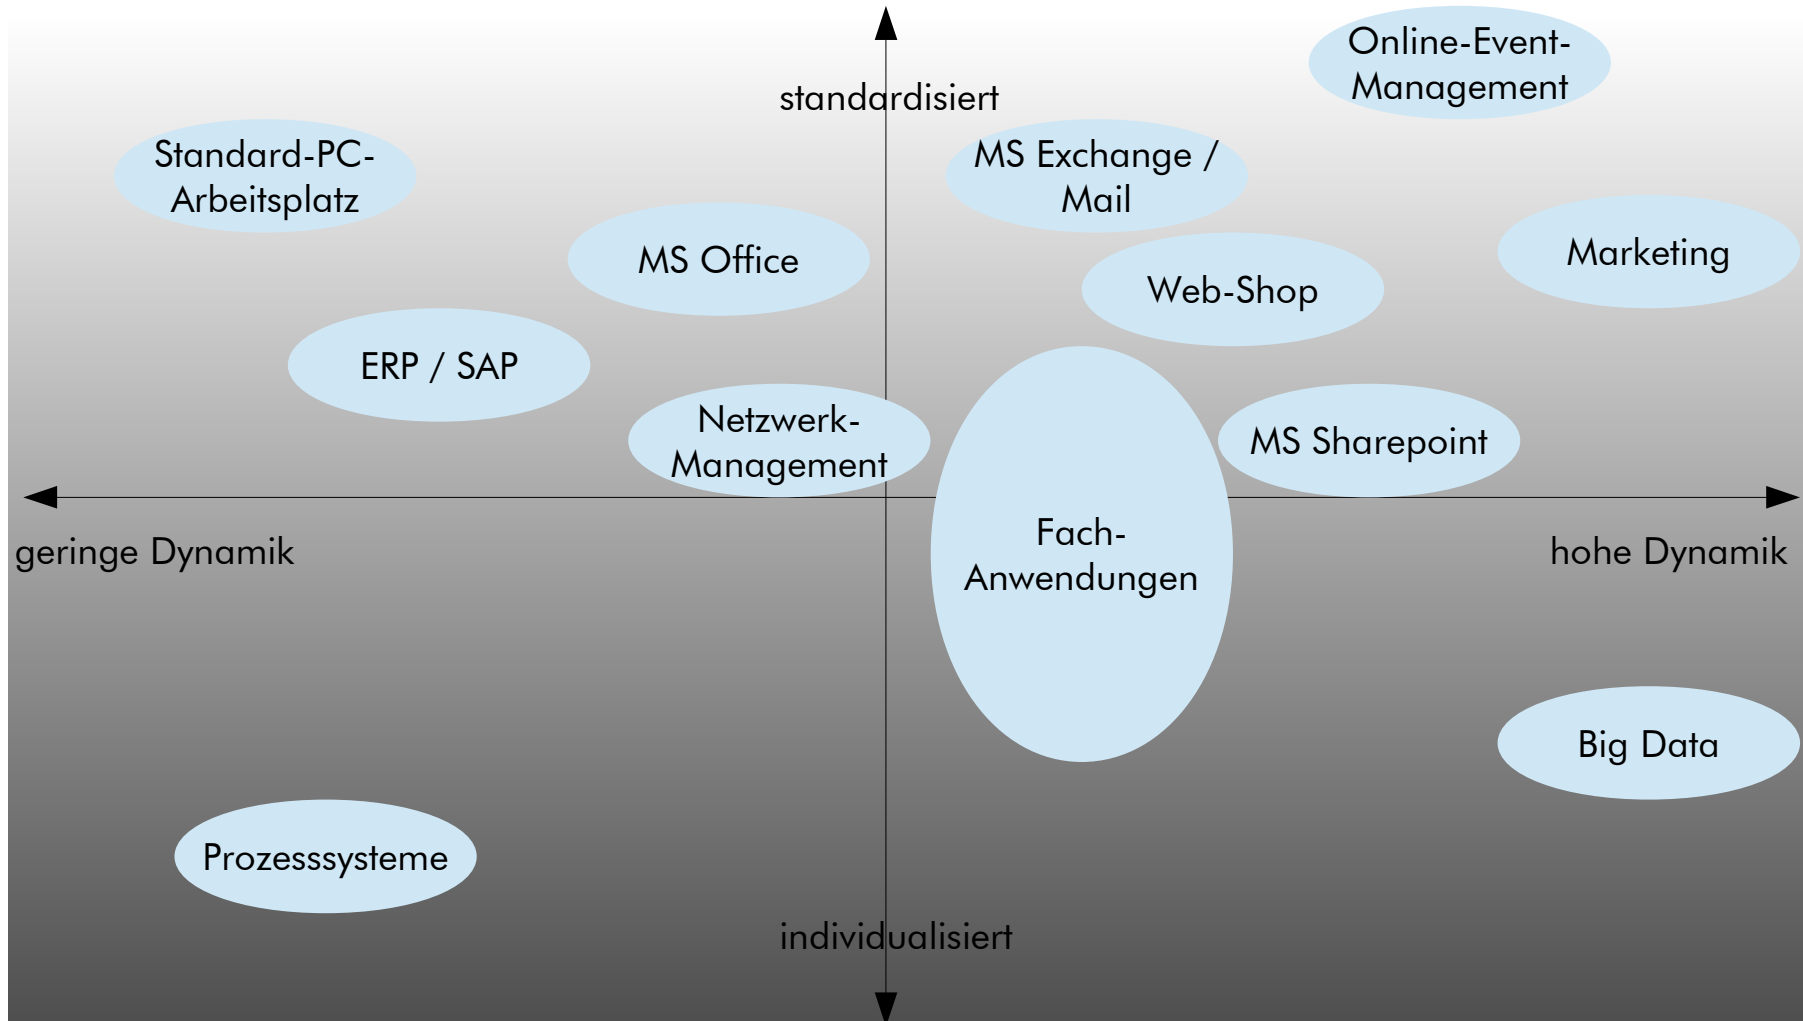 Online-Event-
Management
standardisiert
Standard-PC-
Arbeitsplatz
MS Exchange /
Mail
MS Office
Marketing
Web-Shop
ERP / SAP
Netzwerk-
Management
MS Sharepoint
geringe Dynamik
Fach-
Anwendungen
hohe Dynamik
Big Data
Prozesssysteme
individualisiert